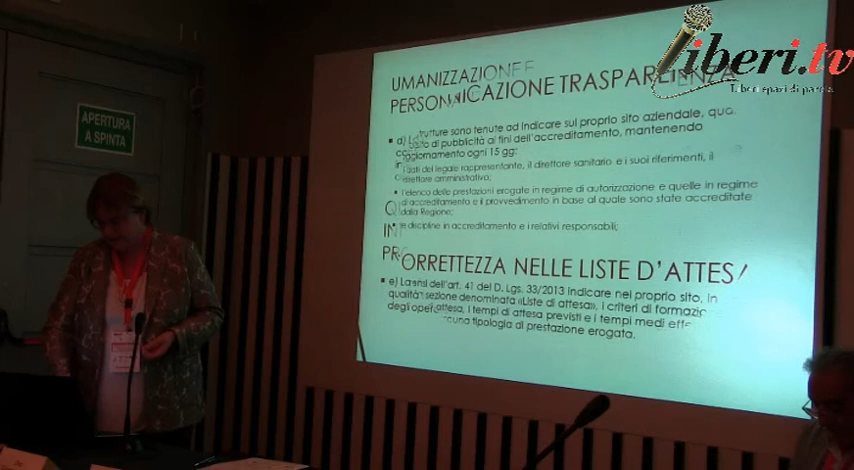 Liberi.tv
APERTURA
A SPINTA
UMANIZZAZIONE E
PERSONALIZZAZIONE TRASPARENZA
d) Le strutture sono tenute ad indicare sul proprio sito aziendale,
di pubblicità ai fini dell'accreditamento, mantenendo
aggiornamento ogni 15 gg:
i dati del legale rappresentante, il direttore sanitario e i suoi riferimenti, il
direttore amministrativo;
l'elenco delle prestazioni erogate in regime di autorizzazione e quelle in regime
di accreditamento e il provvedimento in base al quale sono state accreditate
dalla Regione;
le discipline in accreditamento e i relativi responsabili;
CORRETTEZZA NELLE LISTE D'ATTESA
e) ai sensi dell'art. 41 del D. Lgs. 33/2013 indicare nel proprio sito, in
sezione denominata «Liste di attesa», i criteri di formazione
attesa, i tempi di attesa previsti e i tempi medi
tipologia di prestazione erogata.